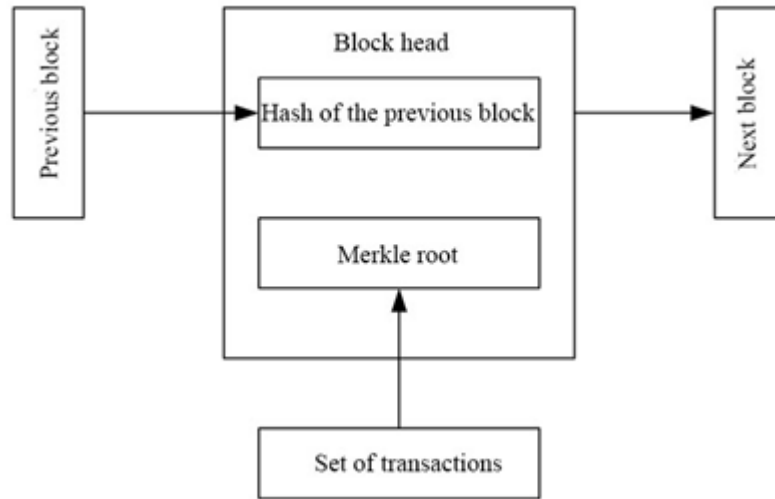 Previous block
Block head
Hash of the previous block
Merkle root
Set of transactions
Next block